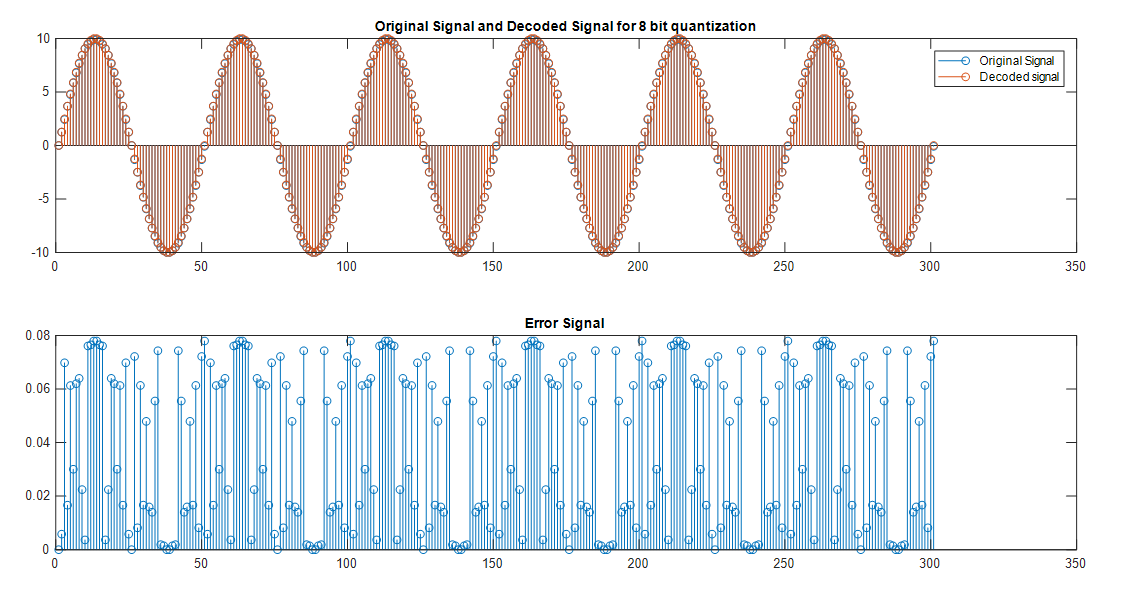 Original Signal and Decoded Signal for 8 bit quantization
10
5
0
-5
-10
0 50 100 150 200 250 300 350
Original Signal
Decoded signal
Error Signal
0.08
0.06
0.04
0.02
0
0 50 100 150 200 250 300 350